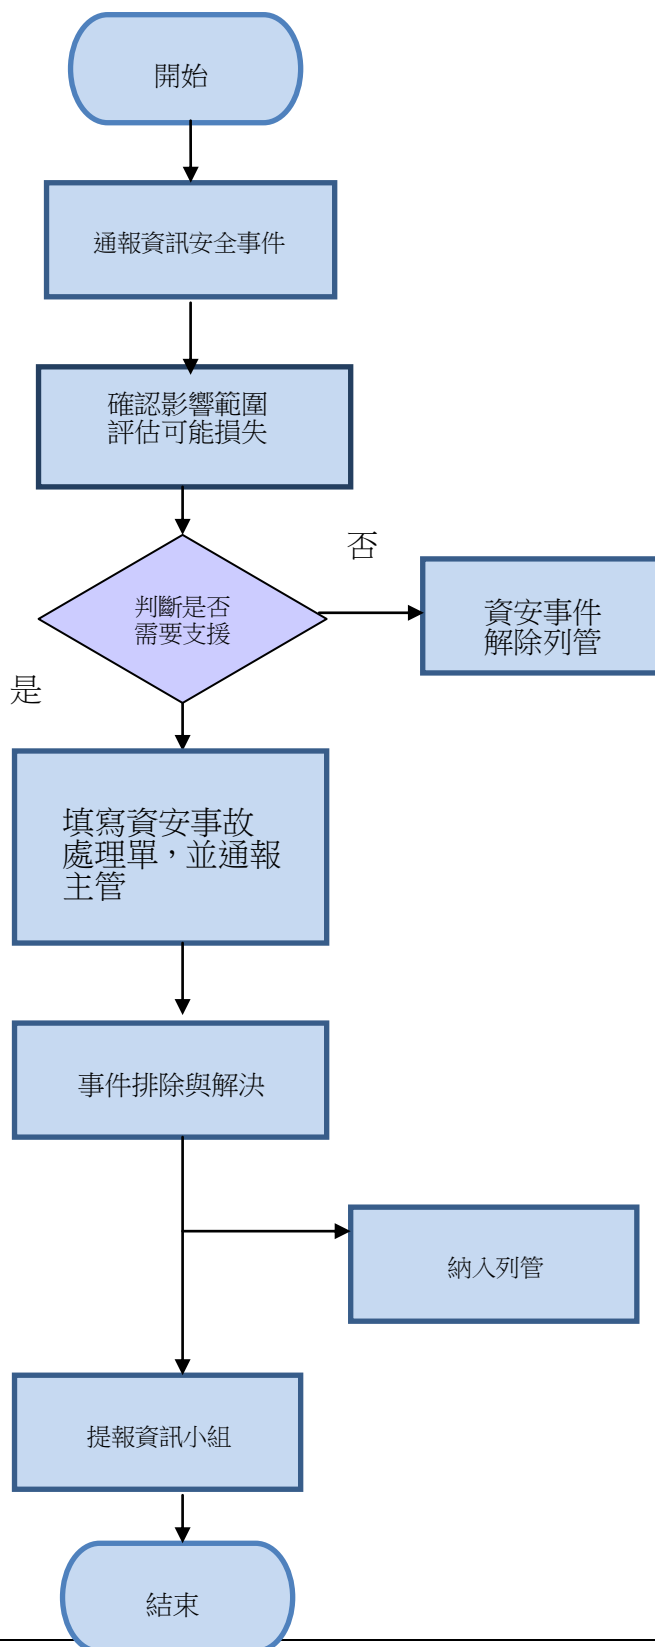 開始
通報資訊安全事件
確認影響範圍
評估可能損失
否
判斷是否
需要支援
資安事件
解除列管
是
填寫資安事故
處理單，並通報
主管
事件排除與解決
納入列管
提報資訊小組
結束